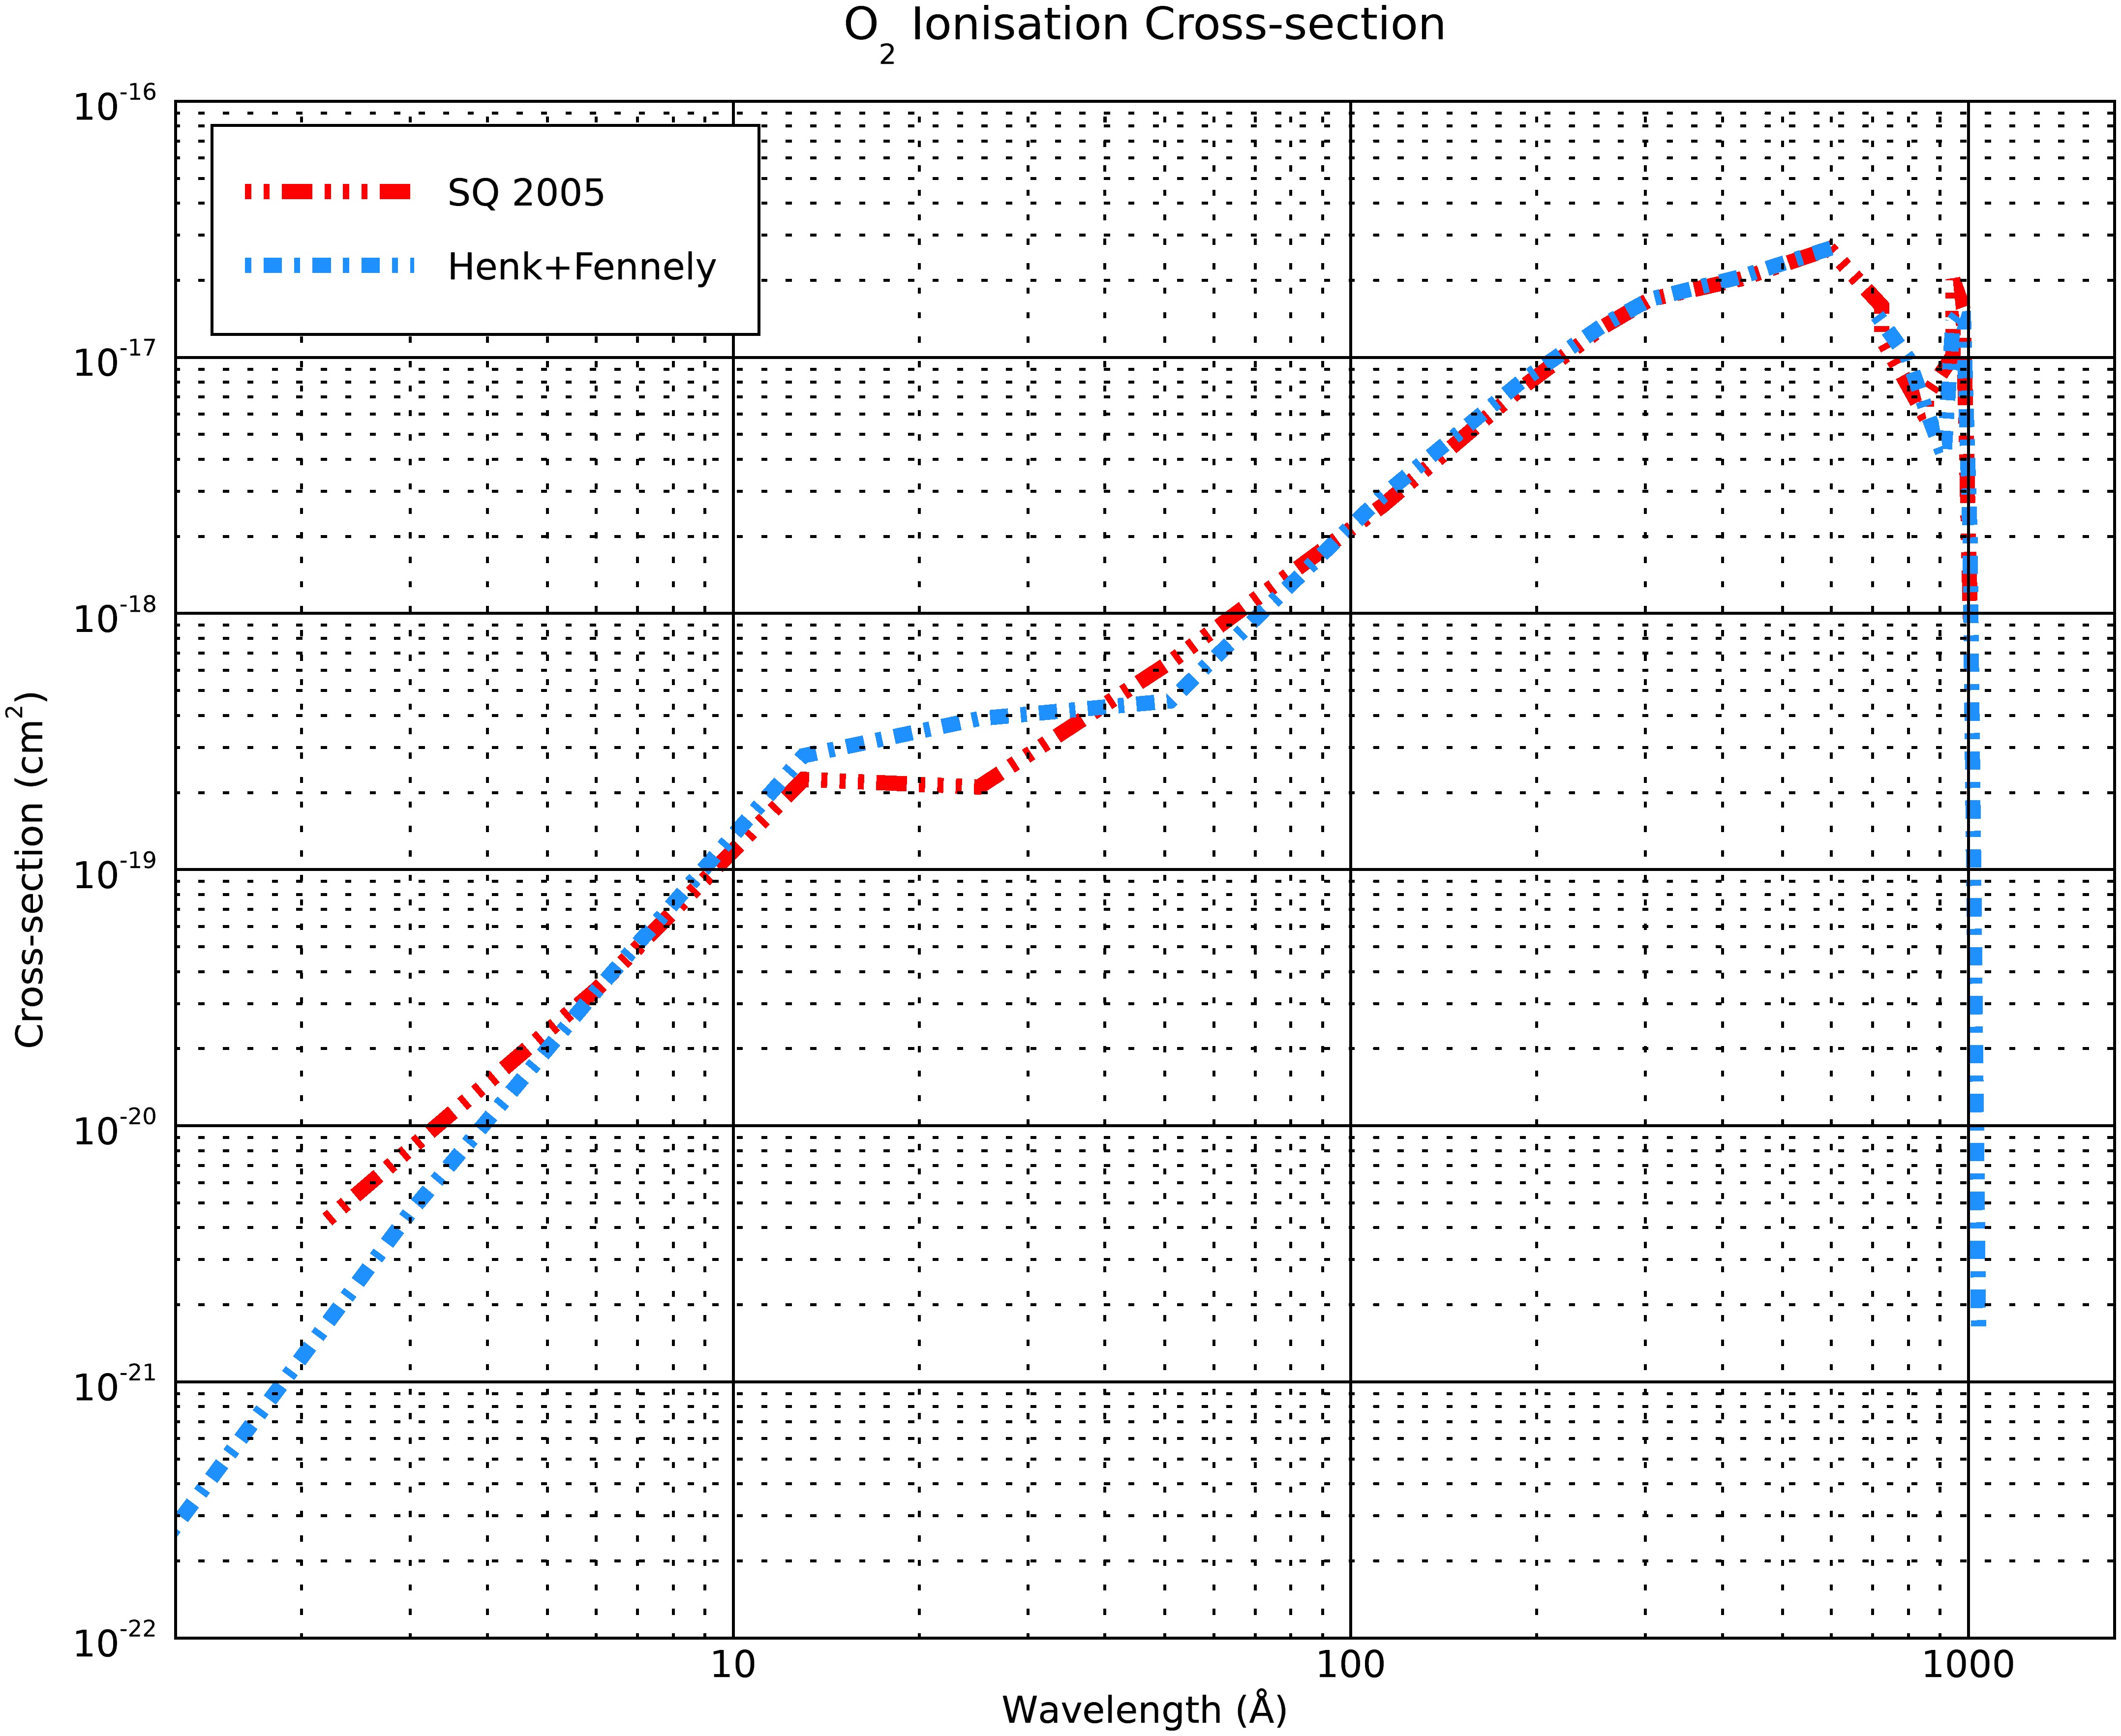 O₂ Ionisation Cross-section
SQ 2005
Henk+Fennely
10⁻¹⁶
10⁻¹⁷
10⁻¹⁸
10⁻¹⁹
10⁻²⁰
10⁻²¹
10⁻²²
Cross-section (cm²)
10
100
1000
Wavelength (Å)